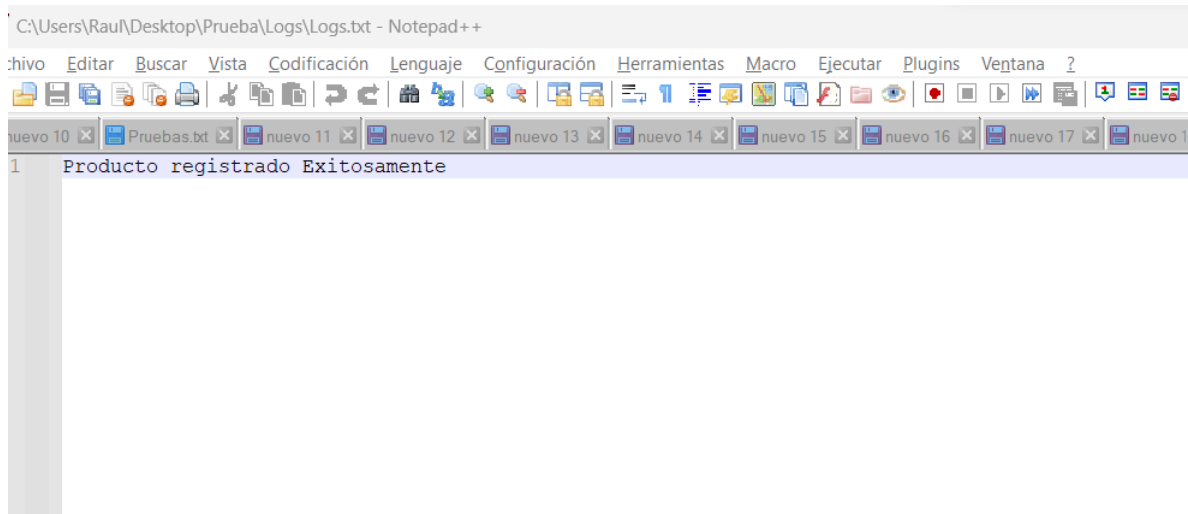 C:\Users\Raul\Desktop\Prueba\Logs\Logs.txt - Notepad++
chivo Editar Buscar Vista Codificación Lenguaje Configuración Herramientas Macro Ejecutar Plugins Ventana ?
nuevo 10 Pruebas.txt nuevo 11 nuevo 12 nuevo 13 nuevo 14 nuevo 15 nuevo 16 nuevo 17 nuevo 1
1 Producto registrado Exitosamente